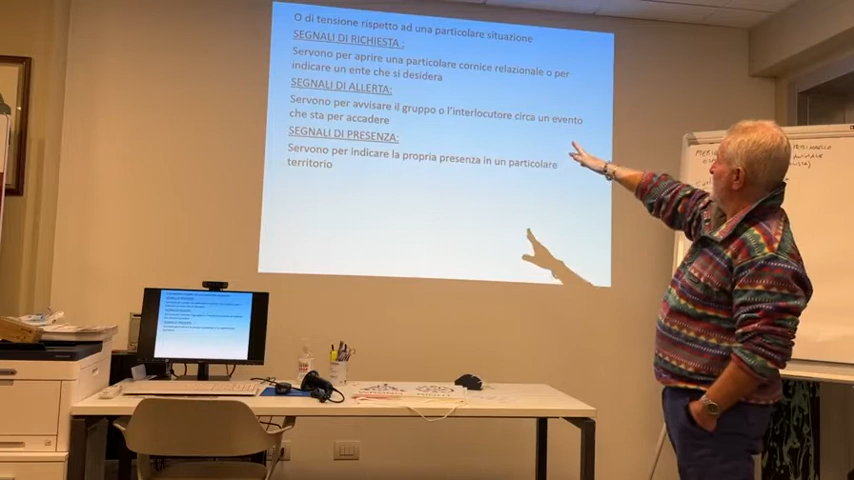 O di tensione rispetto ad una particolare situazione
SEGNALI DI RICHIESTA :
Servono per aprire una particolare cornice relazionale o per
indicare un ente che si desidera
SEGNALI DI ALLERTA:
Servono per avvisare il gruppo o l'interlocutore circa un evento
che sta per accadere
SEGNALI DI PRESENZA:
Servono per indicare la propria presenza in un particolare
territorio